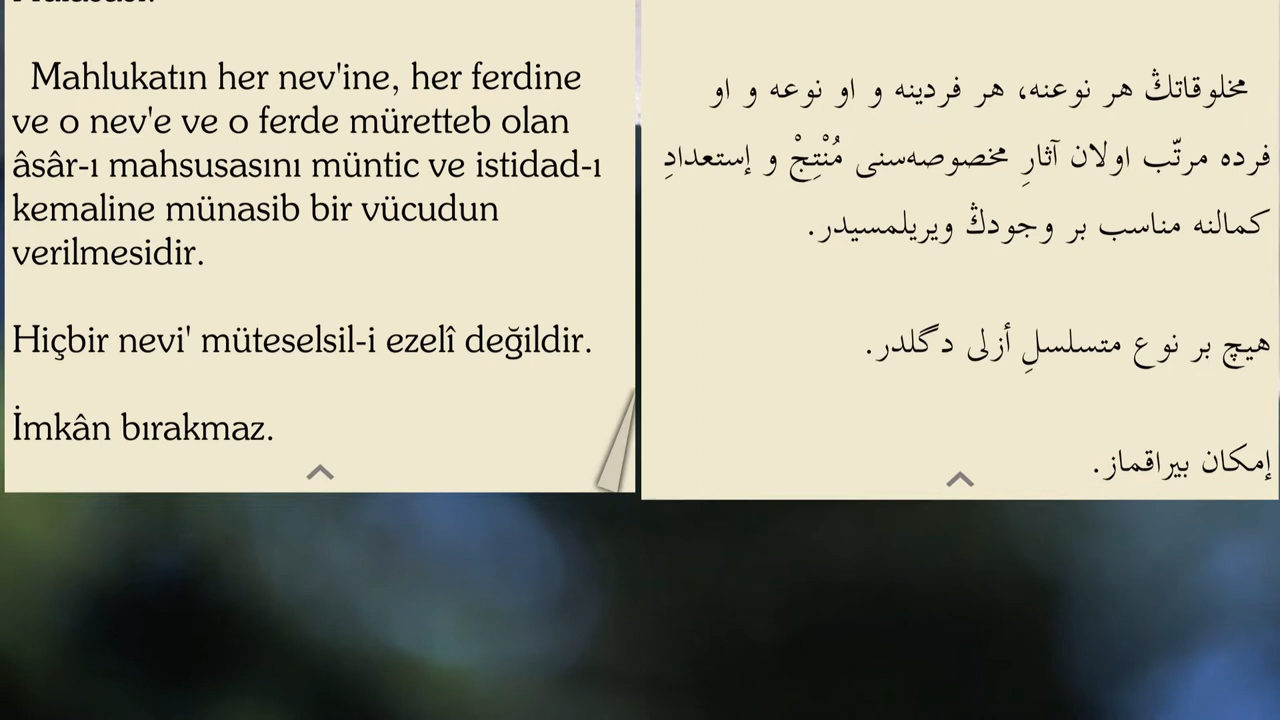 Mahlukatın her nev'ine, her ferdine
ve o nev'e ve o ferde müretteb olan
âsâr-ı mahsusasını müntic ve istidad-ı
kemaline münasib bir vücudun
verilmesidir.
Hiçbir nevi' müteselsil-i ezelî değildir.
İmkân bırakmaz.
مخلوقاتڭ هر نوعنه، هر فردينه و او نوعه و او
فرده مرتّب اولان آثارِ مخصوصه‌سنى مُنْتِجْ و إستعدادِ
كمالنه مناسب بر وجودڭ ويريلمسيدر.
هيچ بر نوع متسلسلِ أزلى دگلدر.
إمكان بيراقماز.